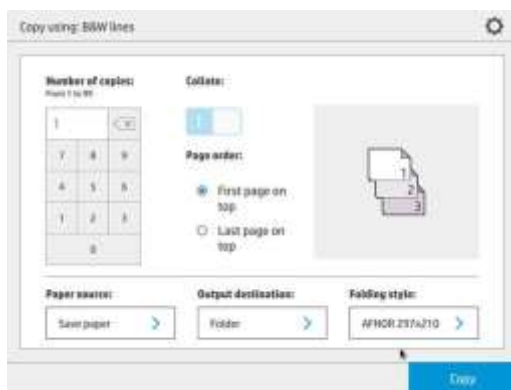 Copy using: B&W lines
Number of copies:
From 1 to 99
Collate:
1
7 8 9
4 5 6
1 2 3
0
Page order:
First page on
top
Last page on
top
1
2
3
Paper source:
Output destination:
Folding style:
Save paper
Folder
AFNOR 297x210
Copy